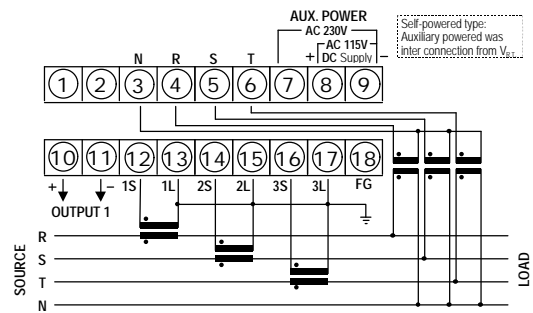 AUX. POWER
AC 230V
AC 115V
+ DC Supply −
Self-powered type:
Auxiliary powered was
inter connection from V R.T
N R S T
1 2 3 4 5 6 7 8 9
10 11 12 13 14 15 16 17 18
+ − 1S 1L 2S 2L 3S 3L FG
OUTPUT 1
SOURCE
R
S
T
N
LOAD